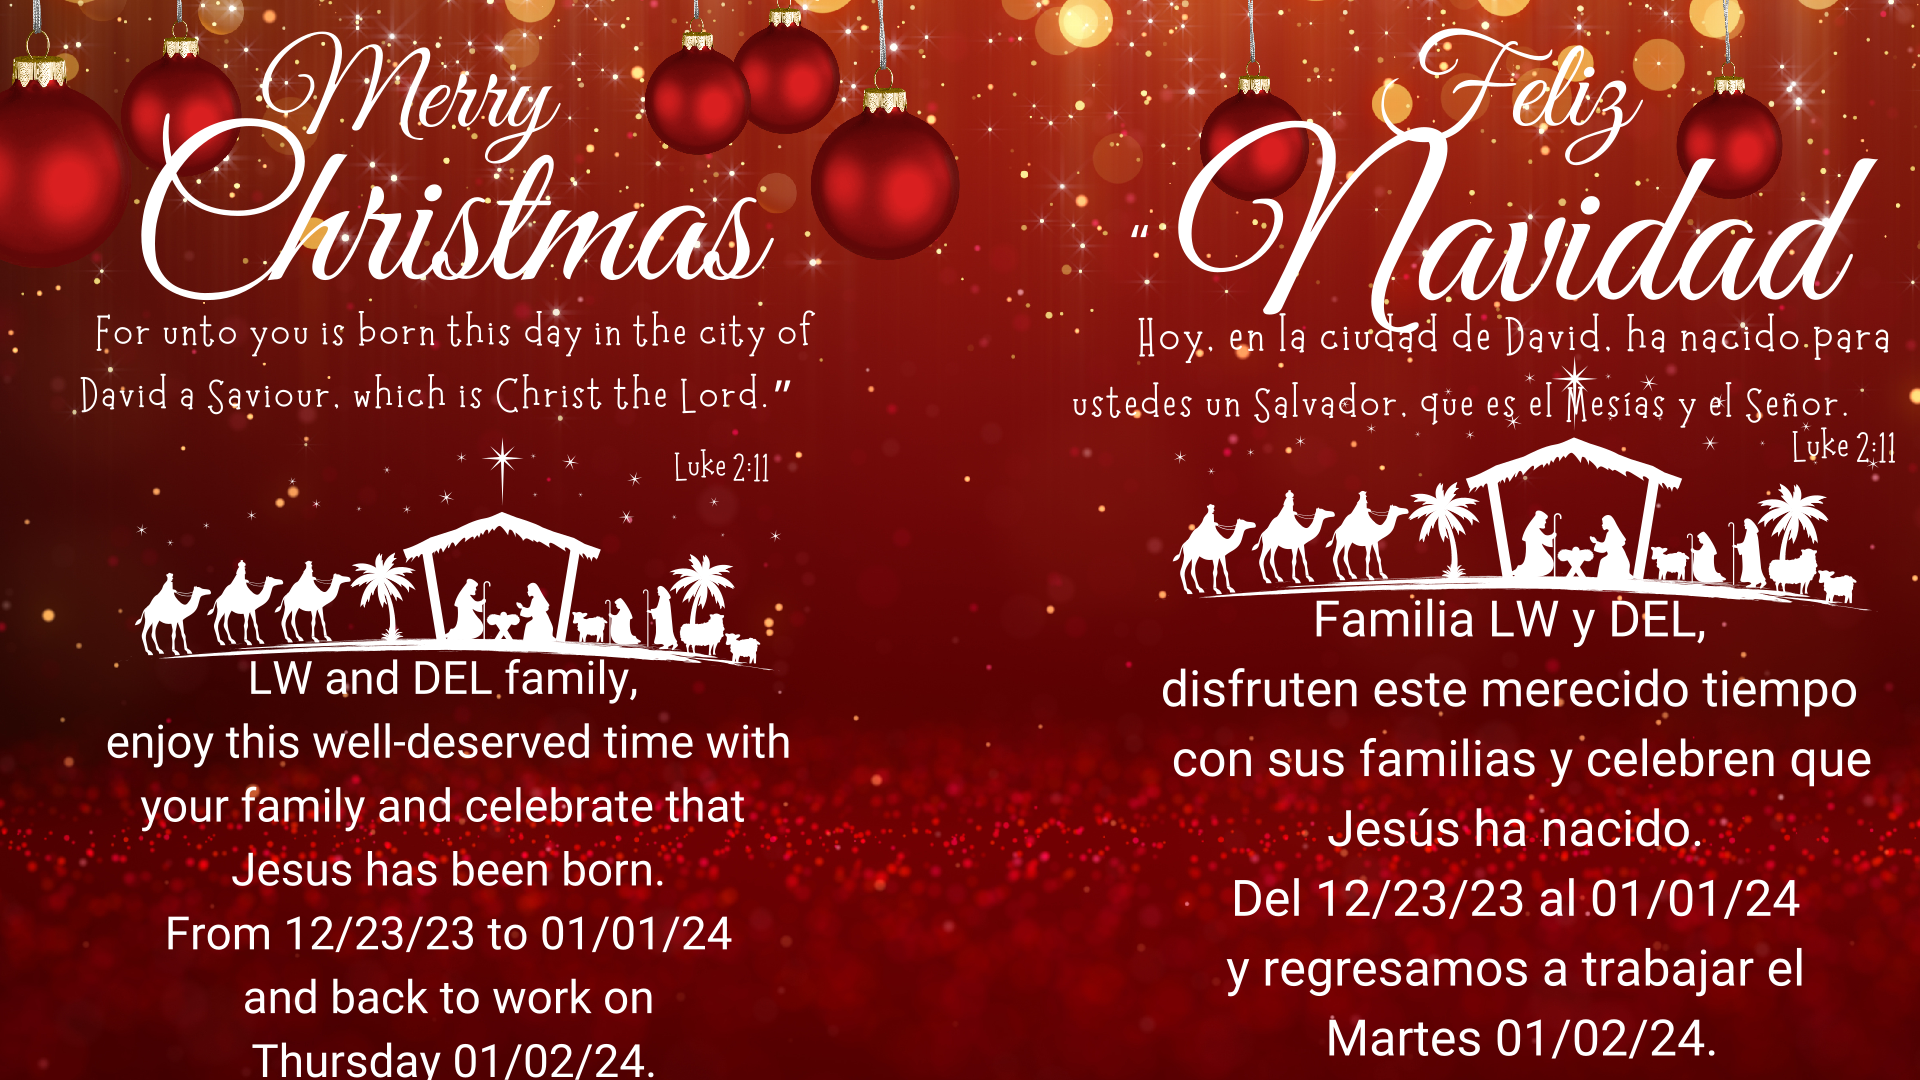 Merry
Christmas
For unto you is born this day in the city of
David a Saviour, which is Christ the Lord.”
Luke 2:11
LW and DEL family,
enjoy this well-deserved time with
your family and celebrate that
Jesus has been born.
From 12/23/23 to 01/01/24
and back to work on
Thursday 01/02/24.
Feliz
“ Navidad
Hoy, en la ciudad de David, ha nacido para
ustedes un Salvador, que es el Mesías y el Señor.
Luke 2:11
Familia LW y DEL,
disfruten este merecido tiempo
con sus familias y celebren que
Jesús ha nacido.
Del 12/23/23 al 01/01/24
y regresamos a trabajar el
Martes 01/02/24.